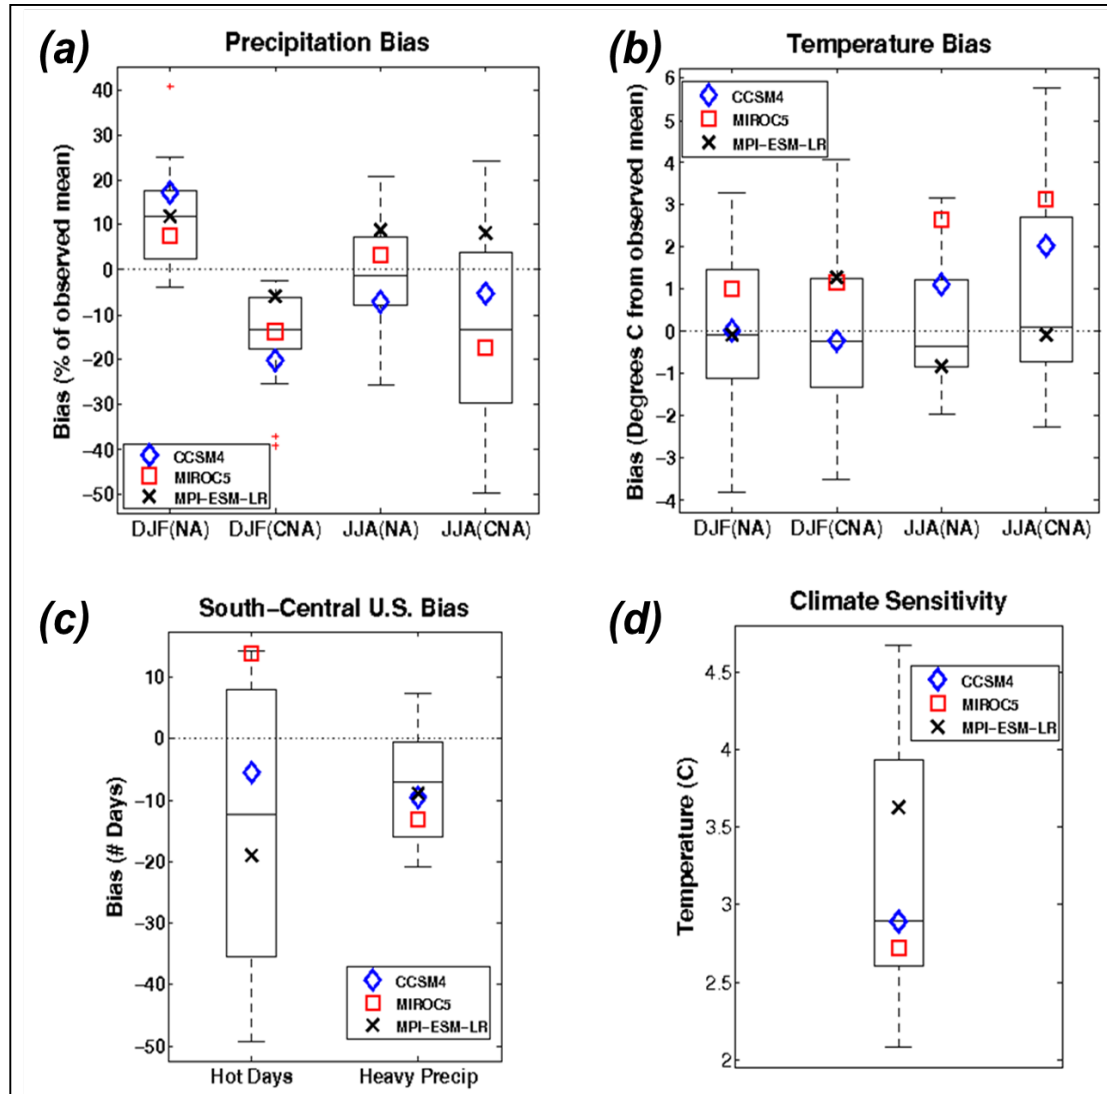 (a) Precipitation Bias
Bias (% of observed mean)
40
30
20
10
0
−10
−20
−30
−40
−50
CCSM4
MIROC5
MPI−ESM−LR
DJF(NA) DJF(CNA) JJA(NA) JJA(CNA)
(b) Temperature Bias
Bias (Degrees C from observed mean)
6
5
4
3
2
1
0
−1
−2
−3
−4
CCSM4
MIROC5
MPI−ESM−LR
DJF(NA) DJF(CNA) JJA(NA) JJA(CNA)
(c) South−Central U.S. Bias
Bias (# Days)
10
0
−10
−20
−30
−40
−50
CCSM4
MIROC5
MPI−ESM−LR
Hot Days Heavy Precip
(d) Climate Sensitivity
Temperature (C)
4.5
4
3.5
3
2.5
2
CCSM4
MIROC5
MPI−ESM−LR